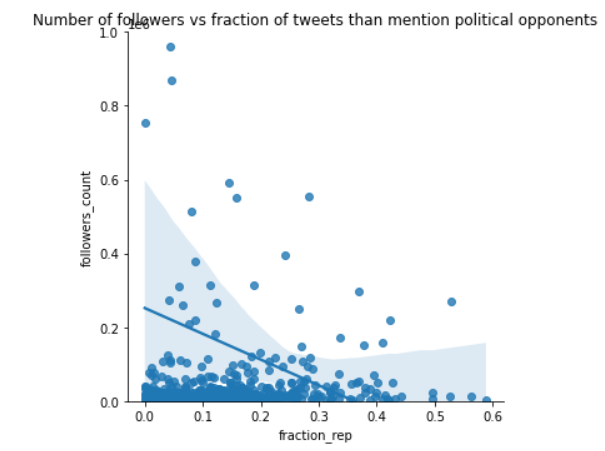 Number of followers vs fraction of tweets than mention political opponents
1e6
1.0
0.8
0.6
0.4
0.2
0.0
followers_count
0.0 0.1 0.2 0.3 0.4 0.5 0.6
fraction_rep